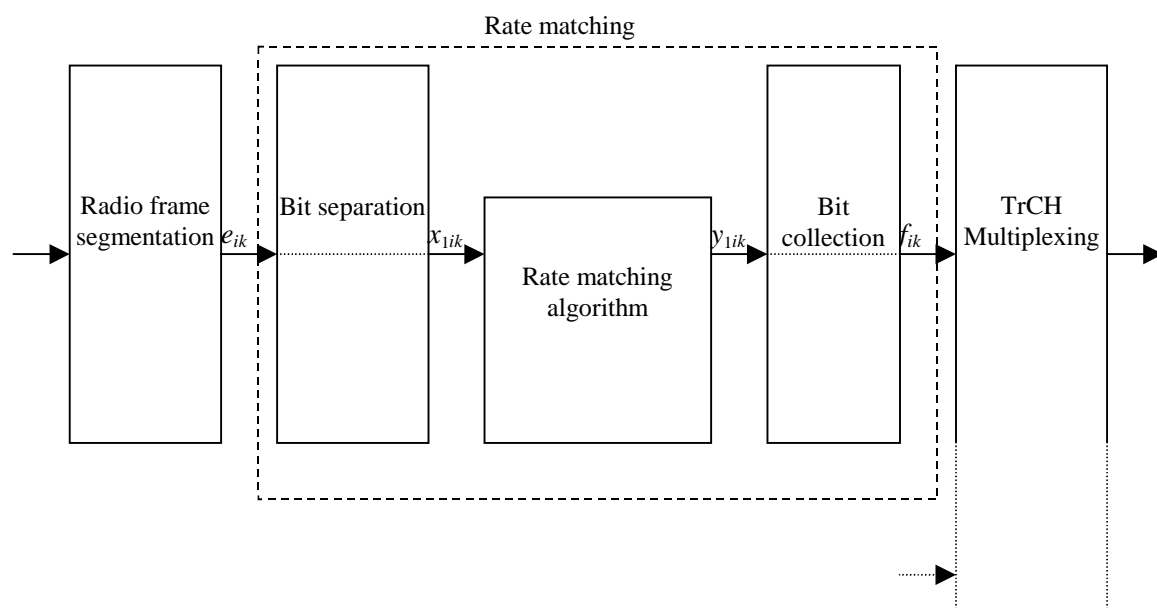 Rate matching
Radio frame
segmentation
e_ik
Bit separation
x_1ik
Rate matching
algorithm
y_1ik
Bit
collection
f_ik
TrCH
Multiplexing